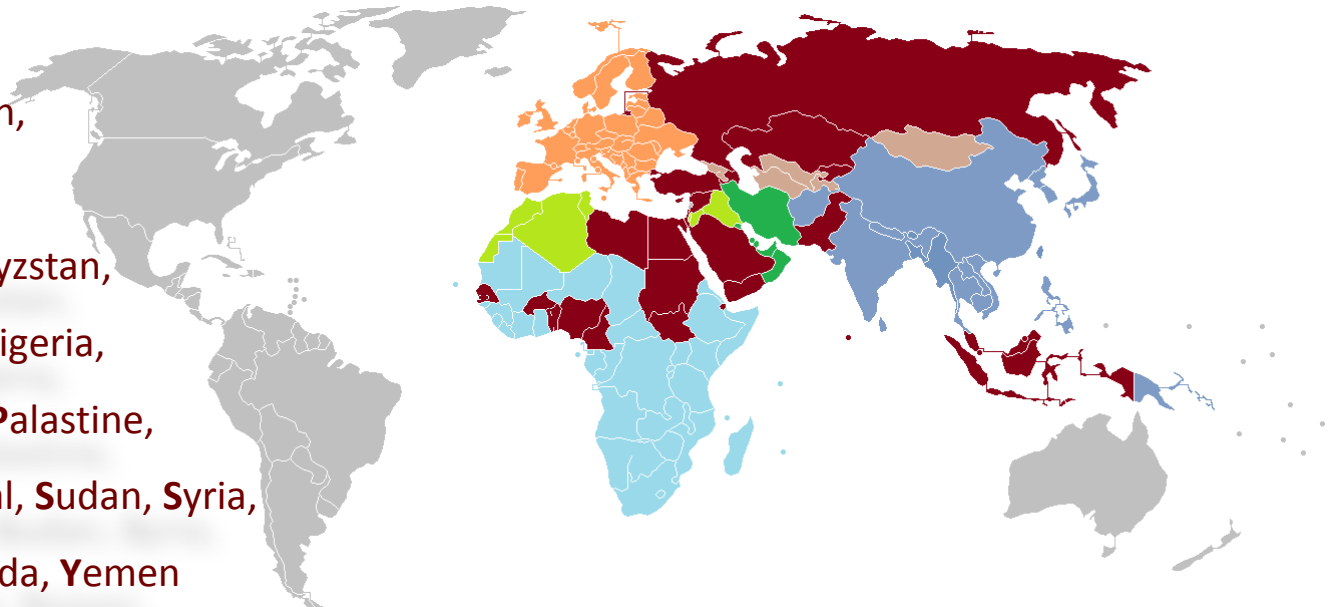 n,
yzstan,
igeria,
Palastine,
l, Sudan, Syria,
da, Yemen